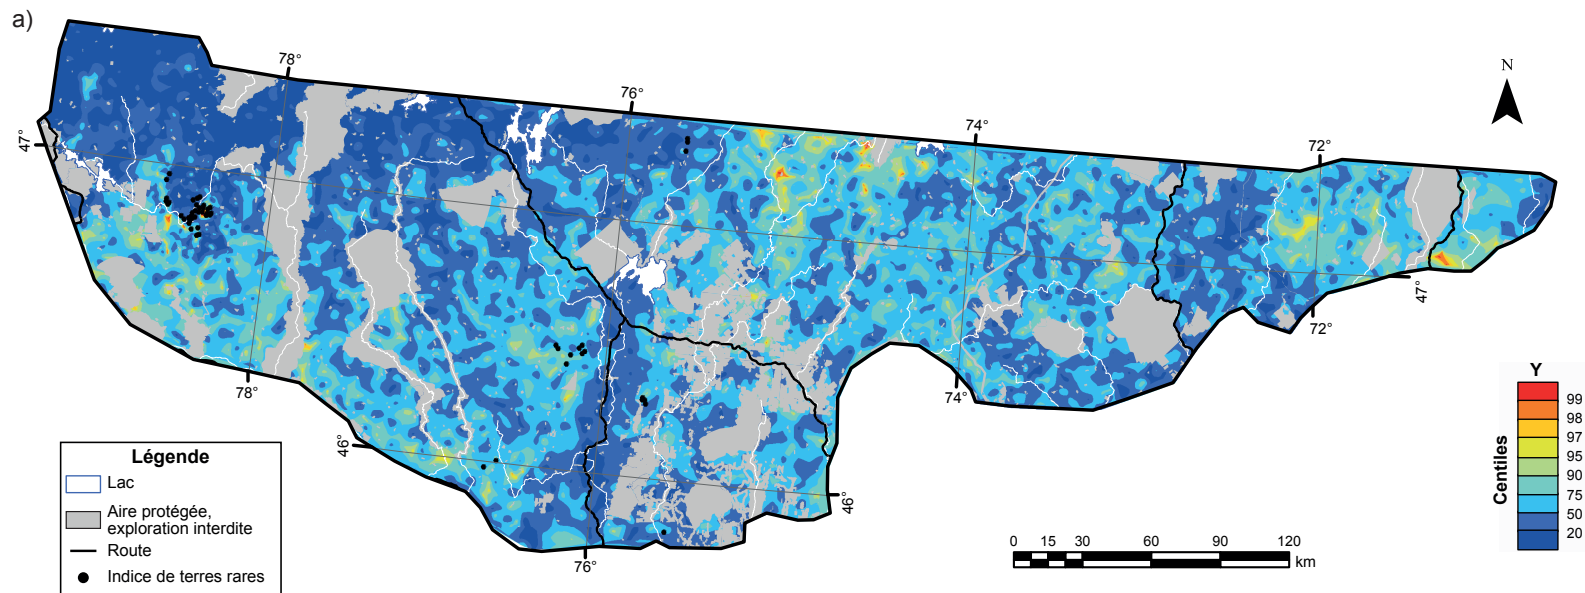 a)
78°
76°
74°
72°
N
47°
47°
72°
74°
78°
46°
46°
76°
Légende
Lac
Aire protégée,
exploration interdite
Route
Indice de terres rares
0 15 30 60 90 120
km
Y
Centiles
99
98
97
95
90
75
50
20